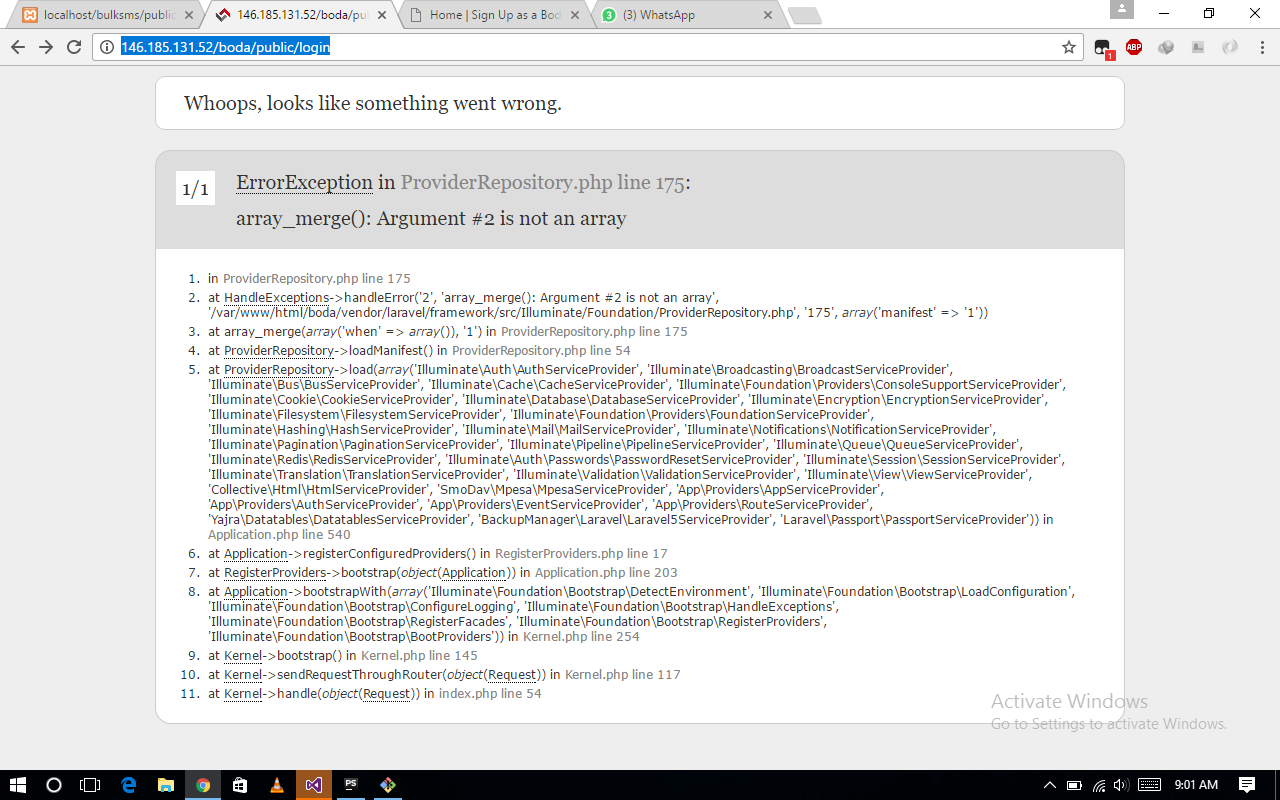 localhost/bulksms/public
146.185.131.52/boda/pu
Home | Sign Up as a Bod
3 (3) WhatsApp
146.185.131.52/boda/public/login
1 ABP
Whoops, looks like something went wrong.
1/1 ErrorException in ProviderRepository.php line 175:
array_merge(): Argument #2 is not an array
1. in ProviderRepository.php line 175
2. at HandleExceptions->handleError('2', 'array_merge(): Argument #2 is not an array',
'/var/www/html/boda/vendor/laravel/framework/src/Illuminate/Foundation/ProviderRepository.php', '175', array('manifest' => '1'))
3. at array_merge(array('when' => array()), '1') in ProviderRepository.php line 175
4. at ProviderRepository->loadManifest() in ProviderRepository.php line 54
5. at ProviderRepository->load(array('Illuminate\Auth\AuthServiceProvider', 'Illuminate\Broadcasting\BroadcastServiceProvider',
'Illuminate\Bus\BusServiceProvider', 'Illuminate\Cache\CacheServiceProvider', 'Illuminate\Foundation\Providers\ConsoleSupportServiceProvider',
'Illuminate\Cookie\CookieServiceProvider', 'Illuminate\Database\DatabaseServiceProvider', 'Illuminate\Encryption\EncryptionServiceProvider',
'Illuminate\Filesystem\FilesystemServiceProvider', 'Illuminate\Foundation\Providers\FoundationServiceProvider',
'Illuminate\Hashing\HashServiceProvider', 'Illuminate\Mail\MailServiceProvider', 'Illuminate\Notifications\NotificationServiceProvider',
'Illuminate\Pagination\PaginationServiceProvider', 'Illuminate\Pipeline\PipelineServiceProvider', 'Illuminate\Queue\QueueServiceProvider',
'Illuminate\Redis\RedisServiceProvider', 'Illuminate\Auth\Passwords\PasswordResetServiceProvider', 'Illuminate\Session\SessionServiceProvider',
'Illuminate\Translation\TranslationServiceProvider', 'Illuminate\Validation\ValidationServiceProvider', 'Illuminate\View\ViewServiceProvider',
'Collective\Html\HtmlServiceProvider', 'SmoDav\Mpesa\MpesaServiceProvider', 'App\Providers\AppServiceProvider',
'App\Providers\AuthServiceProvider', 'App\Providers\EventServiceProvider', 'App\Providers\RouteServiceProvider',
'Yajra\Datatables\DatatablesServiceProvider', 'BackupManager\Laravel\Laravel5ServiceProvider', 'Laravel\Passport\PassportServiceProvider')) in
Application.php line 540
6. at Application->registerConfiguredProviders() in RegisterProviders.php line 17
7. at RegisterProviders->bootstrap(object(Application)) in Application.php line 203
8. at Application->bootstrapWith(array('Illuminate\Foundation\Bootstrap\DetectEnvironment', 'Illuminate\Foundation\Bootstrap\LoadConfiguration',
'Illuminate\Foundation\Bootstrap\ConfigureLogging', 'Illuminate\Foundation\Bootstrap\HandleExceptions',
'Illuminate\Foundation\Bootstrap\RegisterFacades', 'Illuminate\Foundation\Bootstrap\RegisterProviders',
'Illuminate\Foundation\Bootstrap\BootProviders')) in Kernel.php line 254
9. at Kernel->bootstrap() in Kernel.php line 145
10. at Kernel->sendRequestThroughRouter(object(Request)) in Kernel.php line 117
11. at Kernel->handle(object(Request)) in index.php line 54
Activate Windows
Go to Settings to activate Windows.
PS
9:01 AM